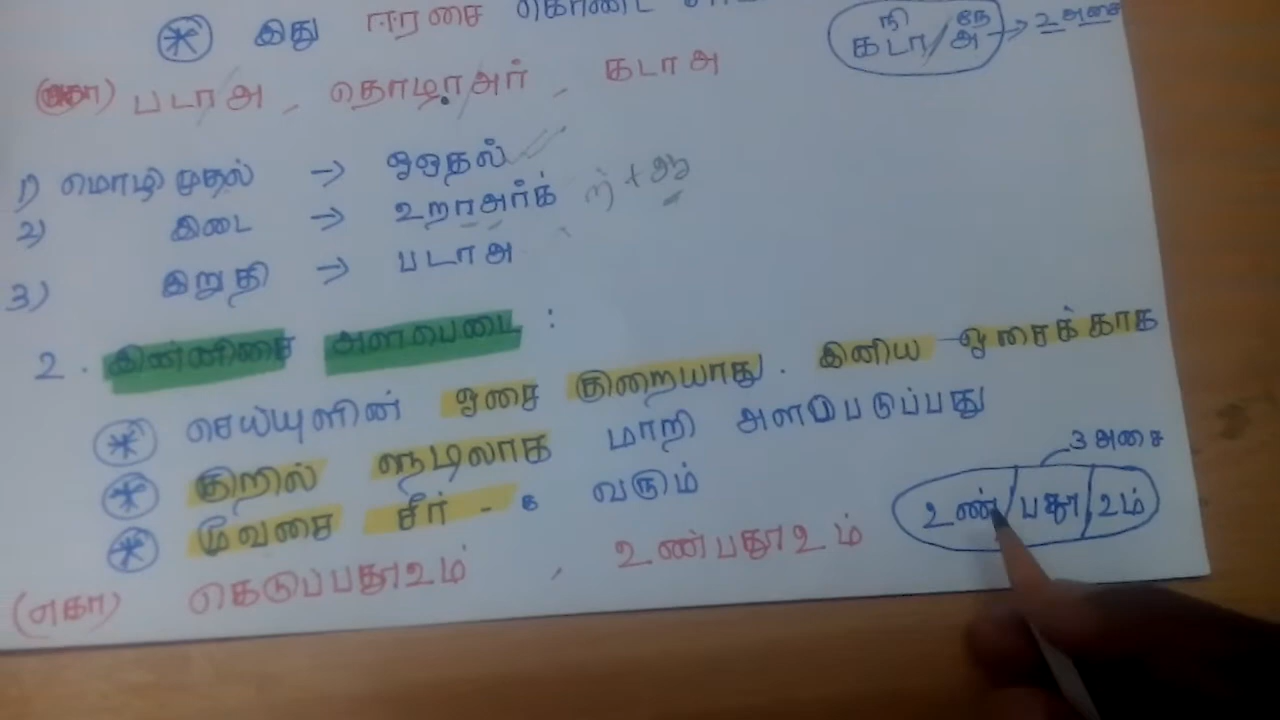 இது ஈரசை கொண்ட
நி நே
கடா/அ → 2 அசை
(எகா) படாஅ , தொழாஅர் , கடாஅ
1) மொழி முதல் → ஓஒதல்
2) இடை → உறாஅர்க் ற் + ஆ
3) இறுதி → படாஅ
2. இன்னிசை அளபெடை :
செய்யுளின் ஓசை குறையாது. இனிய ஓசைக்காக
குறில் நெடிலாக மாறி அளபெடுப்பது
மூவசை சீர் - வரும்
3 அசை
உண்/பதூ/உம்
(எகா) கெடுப்பதூஉம் , உண்பதூஉம்